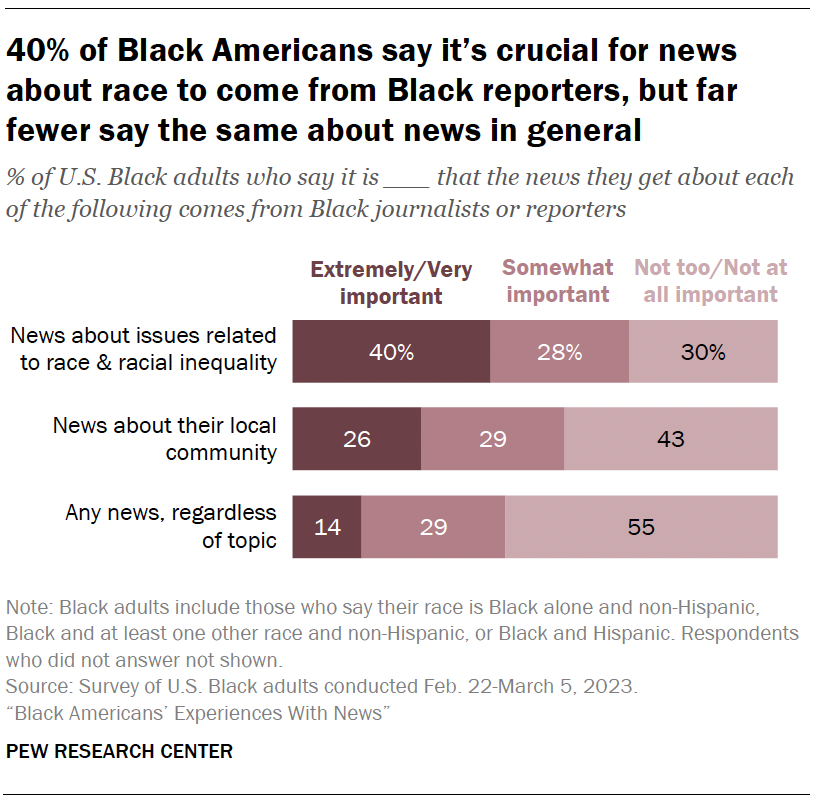 40% of Black Americans say it’s crucial for news
about race to come from Black reporters, but far
fewer say the same about news in general
% of U.S. Black adults who say it is ___ that the news they get about each
of the following comes from Black journalists or reporters
Extremely/Very
important
Somewhat
important
Not too/Not at
all important
News about issues related
to race & racial inequality
40%
28%
30%
News about their local
community
26
29
43
Any news, regardless
of topic
14
29
55
Note: Black adults include those who say their race is Black alone and non-Hispanic,
Black and at least one other race and non-Hispanic, or Black and Hispanic. Respondents
who did not answer not shown.
Source: Survey of U.S. Black adults conducted Feb. 22-March 5, 2023.
“Black Americans’ Experiences With News”
PEW RESEARCH CENTER